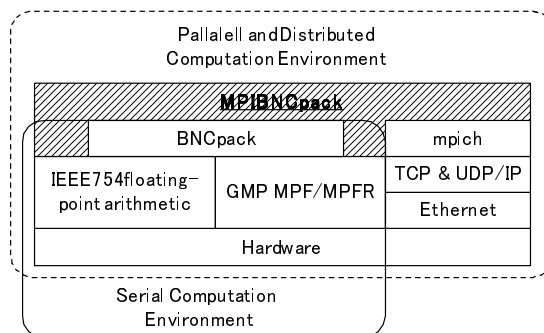 Pallalell and Distributed
Computation Environment
MPIBNCpack
BNCpack
mpich
IEEE754floating-
point arithmetic
GMP MPF/MPFR
TCP & UDP/IP
Ethernet
Hardware
Serial Computation
Environment